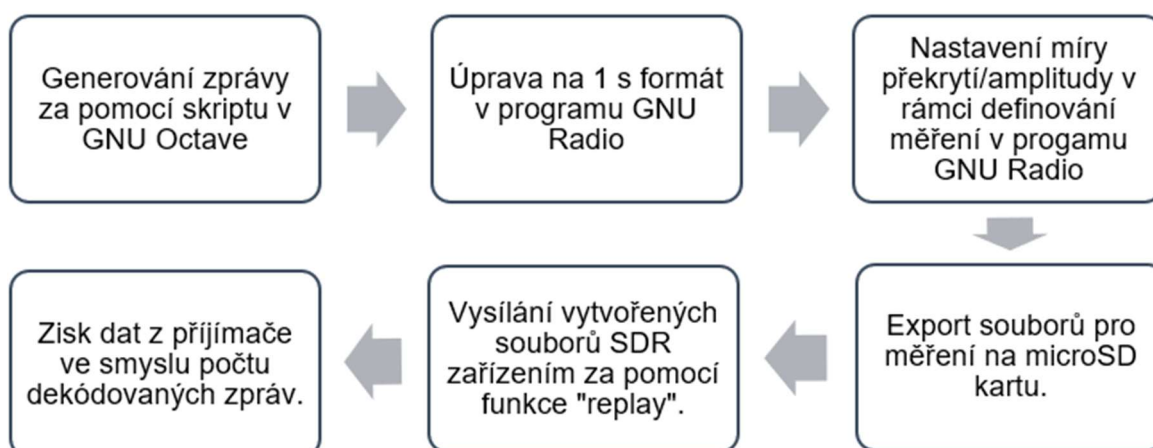 Generování zprávy
za pomocí skriptu v
GNU Octave
Úprava na 1 s formát
v programu GNU
Radio
Nastavení míry
překrytí/amplitudy v
rámci definování
měření v progamu
GNU Radio
Export souborů pro
měření na microSD
kartu.
Vysílání vytvořených
souborů SDR
zařízením za pomocí
funkce "replay".
Zisk dat z příjímače
ve smyslu počtu
dekódovaných zpráv.